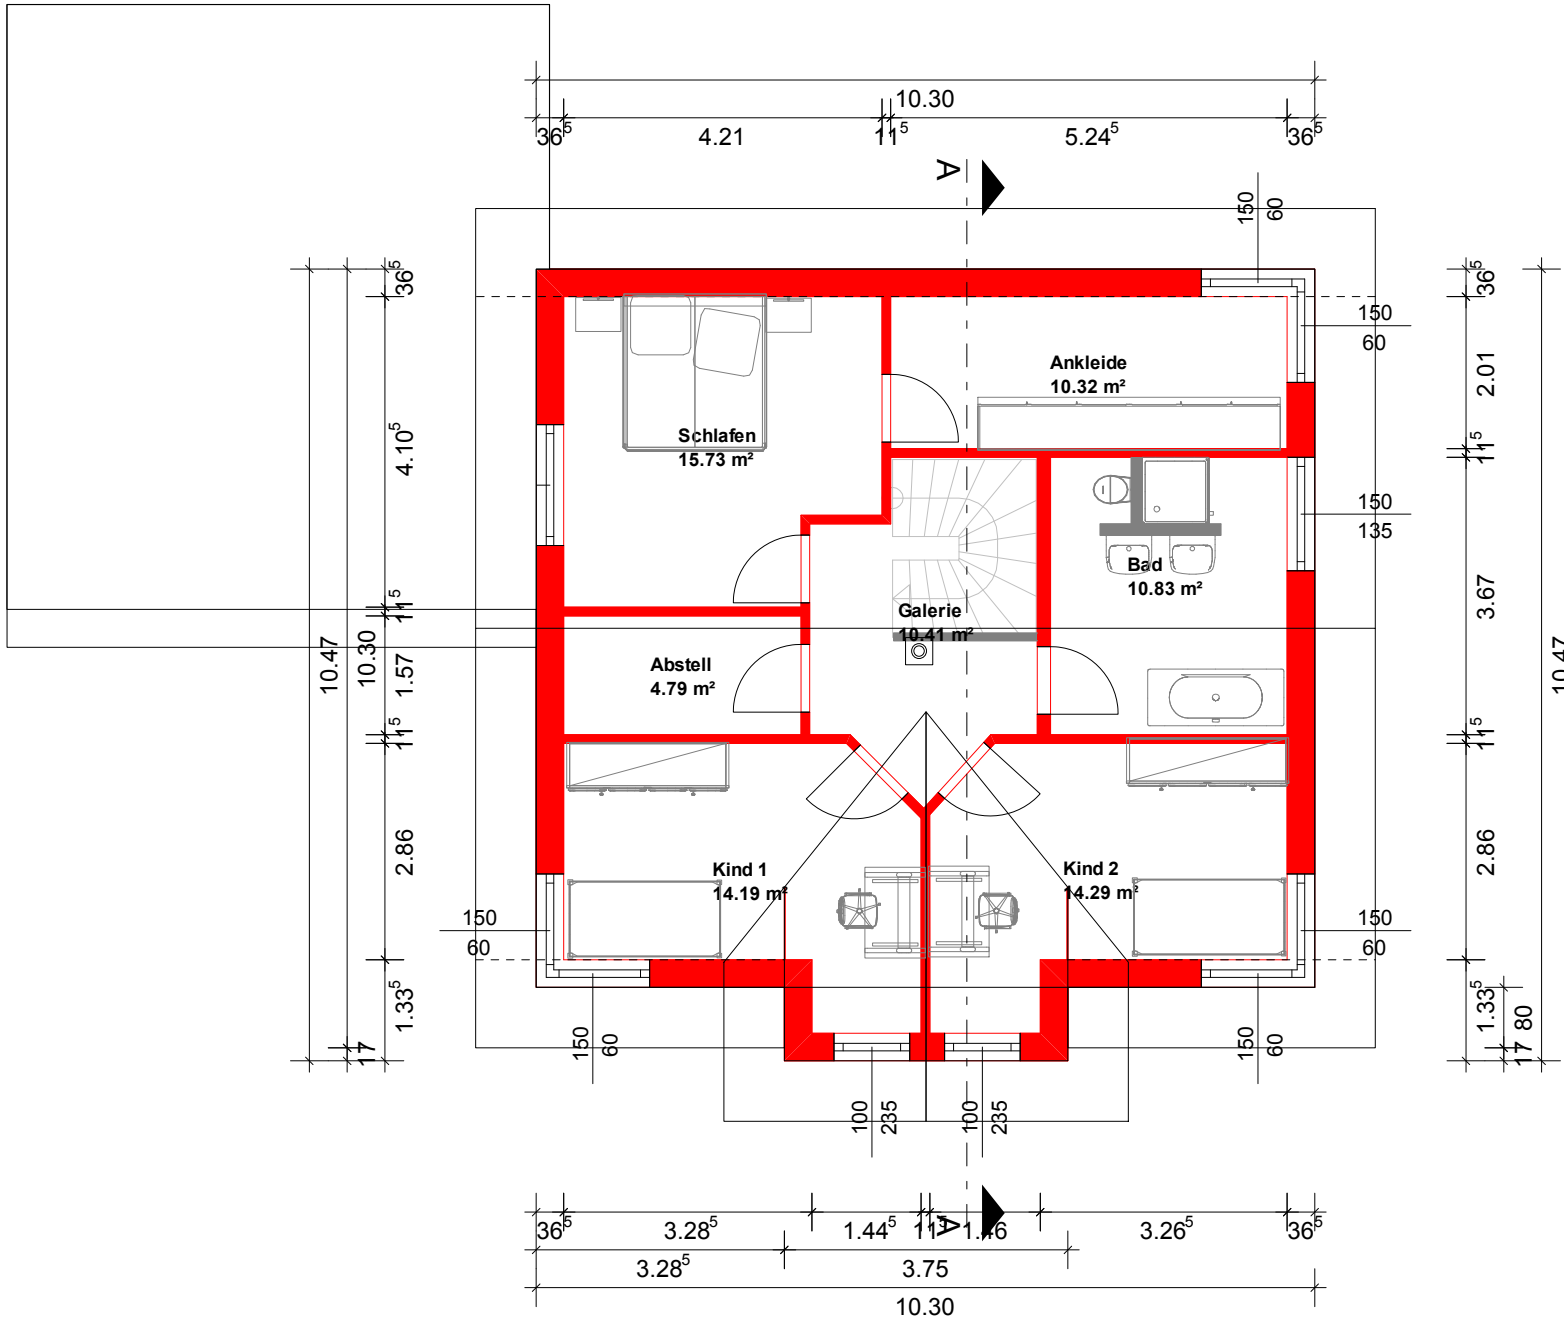 10.30
36⁵ 4.21 11⁵ 5.24⁵ 36⁵
A
150
60
36⁵
36⁵
150
60
Ankleide
10.32 m²
2.01
Schlafen
15.73 m²
4.10⁵
11⁵
150
135
Bad
10.83 m²
3.67
Galerie
10.41 m²
11⁵
10.47
10.30
1.57
Abstell
4.79 m²
10.47
11⁵
11⁵
2.86
2.86
Kind 1
14.19 m²
Kind 2
14.29 m²
150
60
150
60
1.33⁵
17
1.33⁵
80
17
150
60
150
60
100
235
100
235
A
36⁵ 3.28⁵ 1.44⁵ 11⁵ 1.46 3.26⁵ 36⁵
3.28⁵ 3.75
10.30